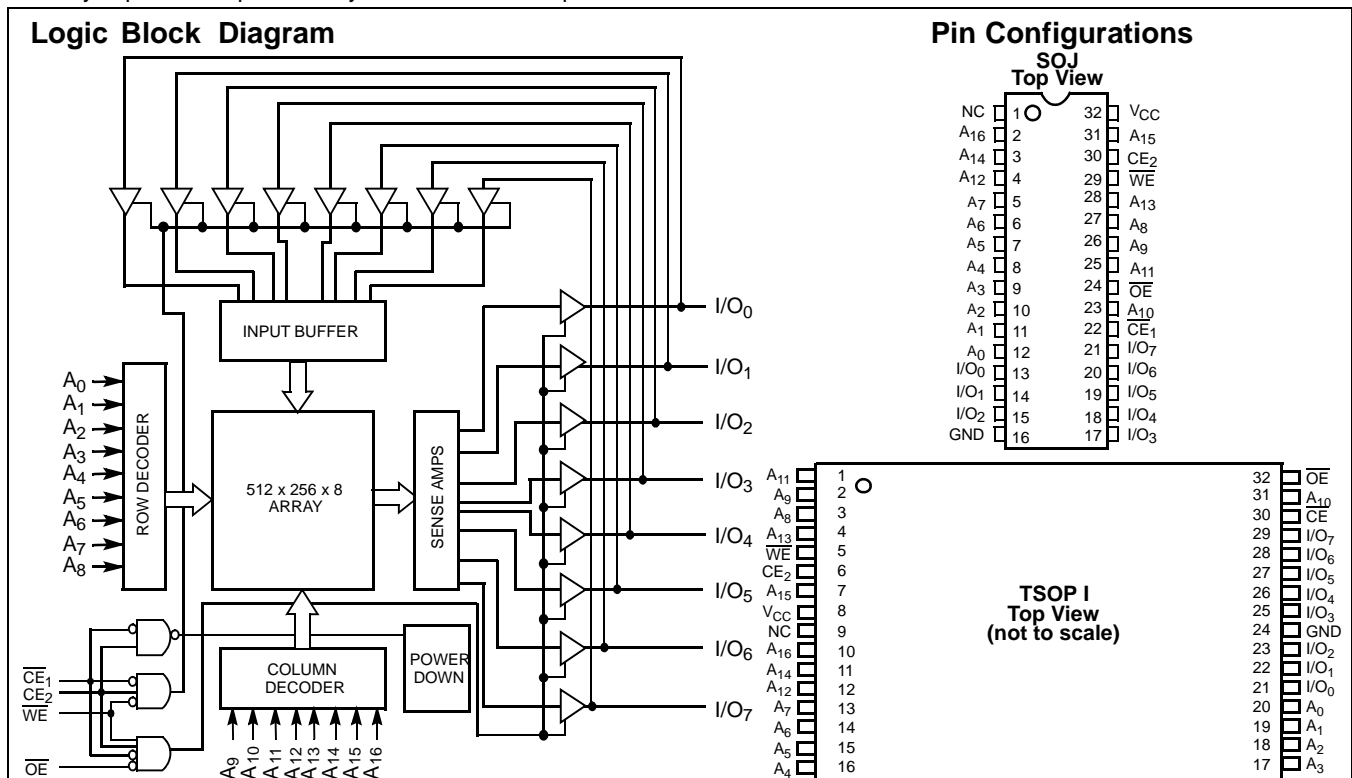 Logic Block Diagram
INPUT BUFFER
A0
A1
A2
A3
A4
A5
A6
A7
A8
ROW DECODER
512 x 256 x 8
ARRAY
SENSE AMPS
I/O0
I/O1
I/O2
I/O3
I/O4
I/O5
I/O6
I/O7
COLUMN
DECODER
POWER
DOWN
CE1
CE2
WE
OE
A9
A10
A11
A12
A13
A14
A15
A16
Pin Configurations
SOJ
Top View
NC 1 32 VCC
A16 2 31 A15
A14 3 30 CE2
A12 4 29 WE
A7 5 28 A13
A6 6 27 A8
A5 7 26 A9
A4 8 25 A11
A3 9 24 OE
A2 10 23 A10
A1 11 22 CE1
A0 12 21 I/O7
I/O0 13 20 I/O6
I/O1 14 19 I/O5
I/O2 15 18 I/O4
GND 16 17 I/O3
TSOP I
Top View
(not to scale)
A11 1 32 OE
A9 2 31 A10
A8 3 30 CE
A13 4 29 I/O7
WE 5 28 I/O6
CE2 6 27 I/O5
A15 7 26 I/O4
VCC 8 25 I/O3
NC 9 24 GND
A16 10 23 I/O2
A14 11 22 I/O1
A12 12 21 I/O0
A7 13 20 A0
A6 14 19 A1
A5 15 18 A2
A4 16 17 A3